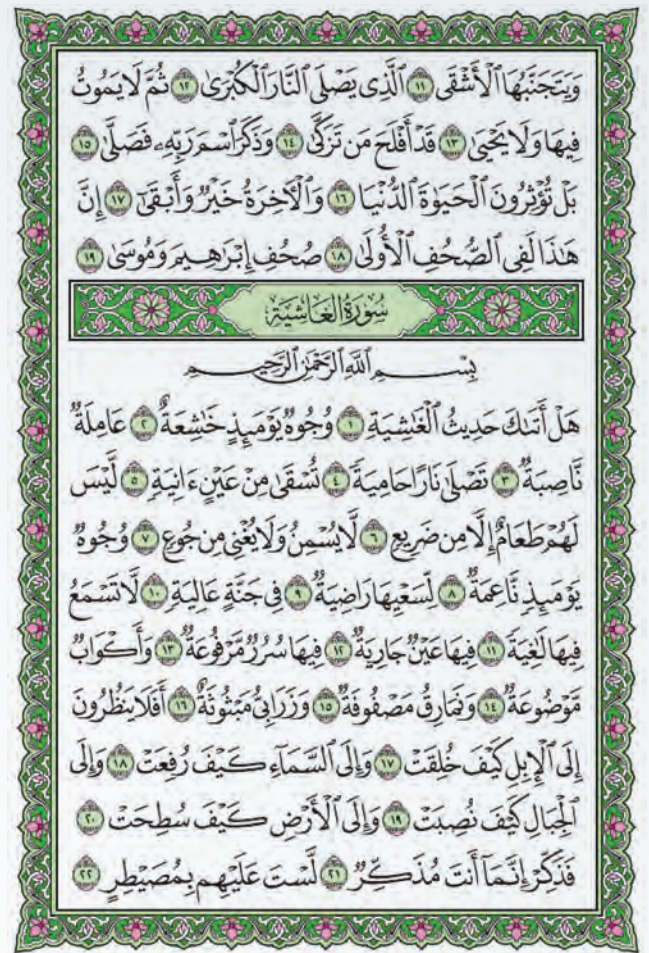 وَيَتَجَنَّبُهَا ٱلْأَشْقَى ١١ ٱلَّذِى يَصْلَى ٱلنَّارَ ٱلْكُبْرَىٰ ١٢ ثُمَّ لَا يَمُوتُ
فِيهَا وَلَا يَحْيَىٰ ١٣ قَدْ أَفْلَحَ مَن تَزَكَّىٰ ١٤ وَذَكَرَ ٱسْمَ رَبِّهِۦ فَصَلَّىٰ ١٥
بَلْ تُؤْثِرُونَ ٱلْحَيَوٰةَ ٱلدُّنْيَا ١٦ وَٱلْـَٔاخِرَةُ خَيْرٌ وَأَبْقَىٰٓ ١٧ إِنَّ
هَـٰذَا لَفِى ٱلصُّحُفِ ٱلْأُولَىٰ ١٨ صُحُفِ إِبْرَٰهِيمَ وَمُوسَىٰ ١٩
سُورَةُ الغَاشِيَةِ
بِسْمِ ٱللَّهِ ٱلرَّحْمَـٰنِ ٱلرَّحِيمِ
هَلْ أَتَىٰكَ حَدِيثُ ٱلْغَـٰشِيَةِ ١ وُجُوهٌ يَوْمَئِذٍ خَـٰشِعَةٌ ٢ عَامِلَةٌ
نَّاصِبَةٌ ٣ تَصْلَىٰ نَارًا حَامِيَةً ٤ تُسْقَىٰ مِنْ عَيْنٍ ءَانِيَةٍ ٥ لَّيْسَ
لَهُمْ طَعَامٌ إِلَّا مِن ضَرِيعٍ ٦ لَّا يُسْمِنُ وَلَا يُغْنِى مِن جُوعٍ ٧ وُجُوهٌ
يَوْمَئِذٍ نَّاعِمَةٌ ٨ لِّسَعْيِهَا رَاضِيَةٌ ٩ فِى جَنَّةٍ عَالِيَةٍ ١٠ لَّا تَسْمَعُ
فِيهَا لَـٰغِيَةً ١١ فِيهَا عَيْنٌ جَارِيَةٌ ١٢ فِيهَا سُرُرٌ مَّرْفُوعَةٌ ١٣ وَأَكْوَابٌ
مَّوْضُوعَةٌ ١٤ وَنَمَارِقُ مَصْفُوفَةٌ ١٥ وَزَرَابِىُّ مَبْثُوثَةٌ ١٦ أَفَلَا يَنظُرُونَ
إِلَى ٱلْإِبِلِ كَيْفَ خُلِقَتْ ١٧ وَإِلَى ٱلسَّمَآءِ كَيْفَ رُفِعَتْ ١٨ وَإِلَى
ٱلْجِبَالِ كَيْفَ نُصِبَتْ ١٩ وَإِلَى ٱلْأَرْضِ كَيْفَ سُطِحَتْ ٢٠
فَذَكِّرْ إِنَّمَآ أَنتَ مُذَكِّرٌ ٢١ لَّسْتَ عَلَيْهِم بِمُصَيْطِرٍ ٢٢